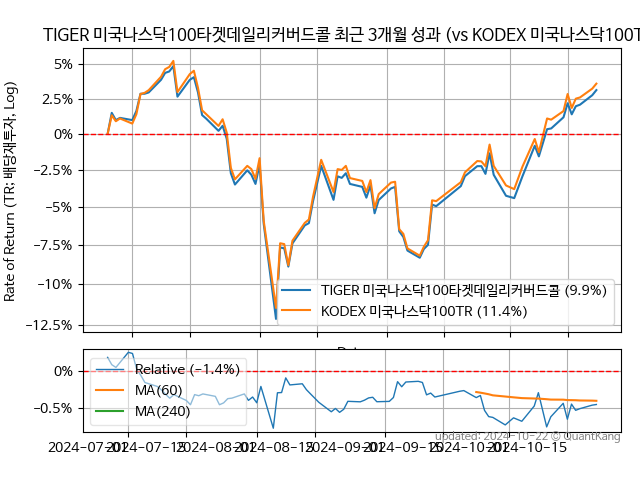 TIGER 미국나스닥100타겟데일리커버드콜 최근 3개월 성과 (vs KODEX 미국나스닥100T
Rate of Return (TR: 배당재투자, Log)
5%
2.5%
0%
−2.5%
−5%
−7.5%
−10%
−12.5%
TIGER 미국나스닥100타겟데일리커버드콜 (9.9%)
KODEX 미국나스닥100TR (11.4%)
0%
−0.5%
Relative (−1.4%)
MA(60)
MA(240)
2024−07−01
2024−07−15
2024−08−01
2024−08−15
2024−09−01
2024−09−15
2024−10−01
2024−10−15
updated: 2024-10-22 © QuantKang